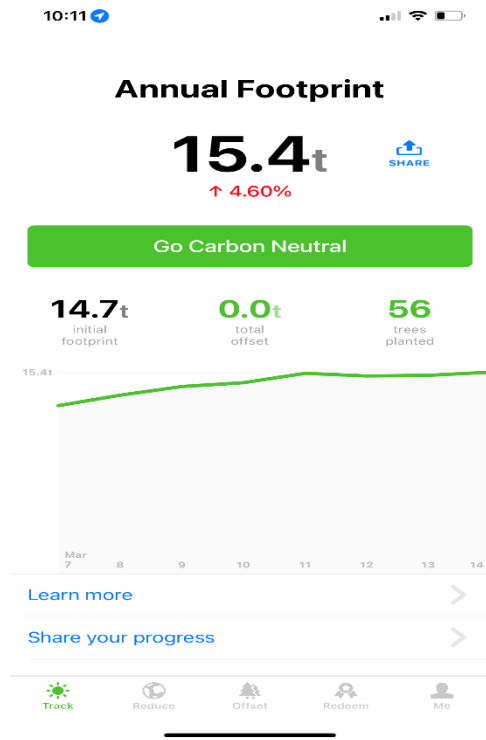 10:11
Annual Footprint
15.4t
SHARE
↑ 4.60%
Go Carbon Neutral
14.7t 0.0t 56
initial total trees
footprint offset planted
15.4t
Mar
7 8 9 10 11 12 13 14
Learn more
Share your progress
Track Reduce Offset Redeem Me